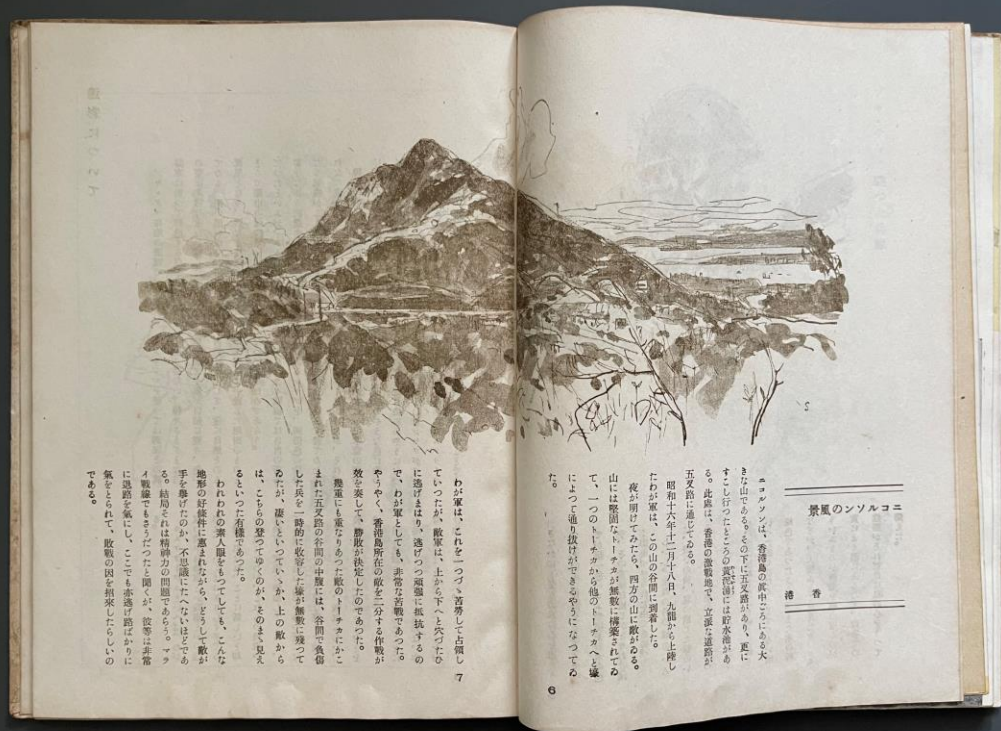 ニコルソンの風景
香港
ニコルソンは、香港島の眞中ごろにある大
きな山である。その下に五叉路があり、更に
すこし行つたところの黃泥涌には貯水池があ
る。此處は、香港の激戰地で、立派な道路が
五叉路に通じてゐる。
昭和十六年十二月十八日、九龍から上陸し
たわが軍は、この山の谷間に到着した。
夜が明けてみたら、四方の山に敵がゐる。
山には堅固なトーチカが無數に構築されてゐ
て、一つのトーチカから他のトーチカへと壕
によつて通り拔けができるやうになつてゐ
た。
6
わが軍は、これを一つづゝ苦勞して占領し
ていつたが、敵軍は、上から下へと穴づたひ
に逃げまはり、逃げつつ頑强に抵抗するの
で、わが軍としても、非常な苦戰であつた。
やうやく、香港島所在の敵を二分する作戰が
效を奏して、勝敗が決定したのであつた。
幾重にも重なりあつた敵のトーチカにかこ
まれた五叉路の谷間の中腹には、谷間で負傷
した兵を一時的に收容した壕が無數に殘つて
ゐたが、凄いといつていゝか、上の敵から
は、こちらの登つてゆくのが、そのまゝ見え
るといつた有樣であつた。
われわれの素人眼をもつてしても、こんな
地形の好條件に惠まれながら、どうして敵が
手を擧げたのか、不思議にたへないほどであ
る。結局それは精神力の問題であらう。マラ
イ戰線でもさうだつたと聞くが、彼等は非常
に退路を氣にし、ここでも亦逃げ路ばかりに
氣をとられて、敗戰の因を招來したらしいの
である。
7